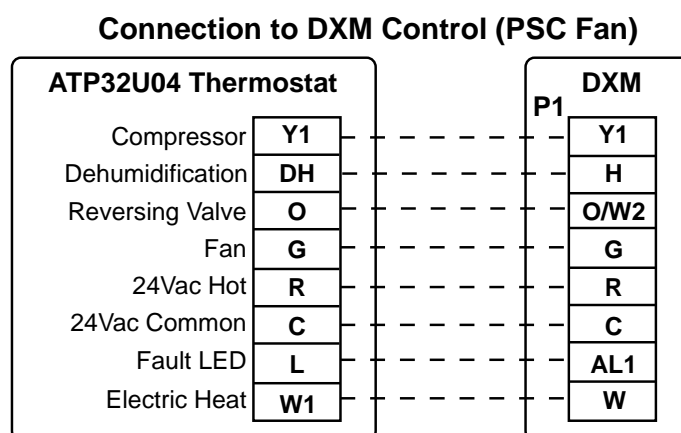 Connection to DXM Control (PSC Fan)
ATP32U04 Thermostat DXM
P1
Compressor Y1 Y1
Dehumidification DH H
Reversing Valve O O/W2
Fan G G
24Vac Hot R R
24Vac Common C C
Fault LED L AL1
Electric Heat W1 W